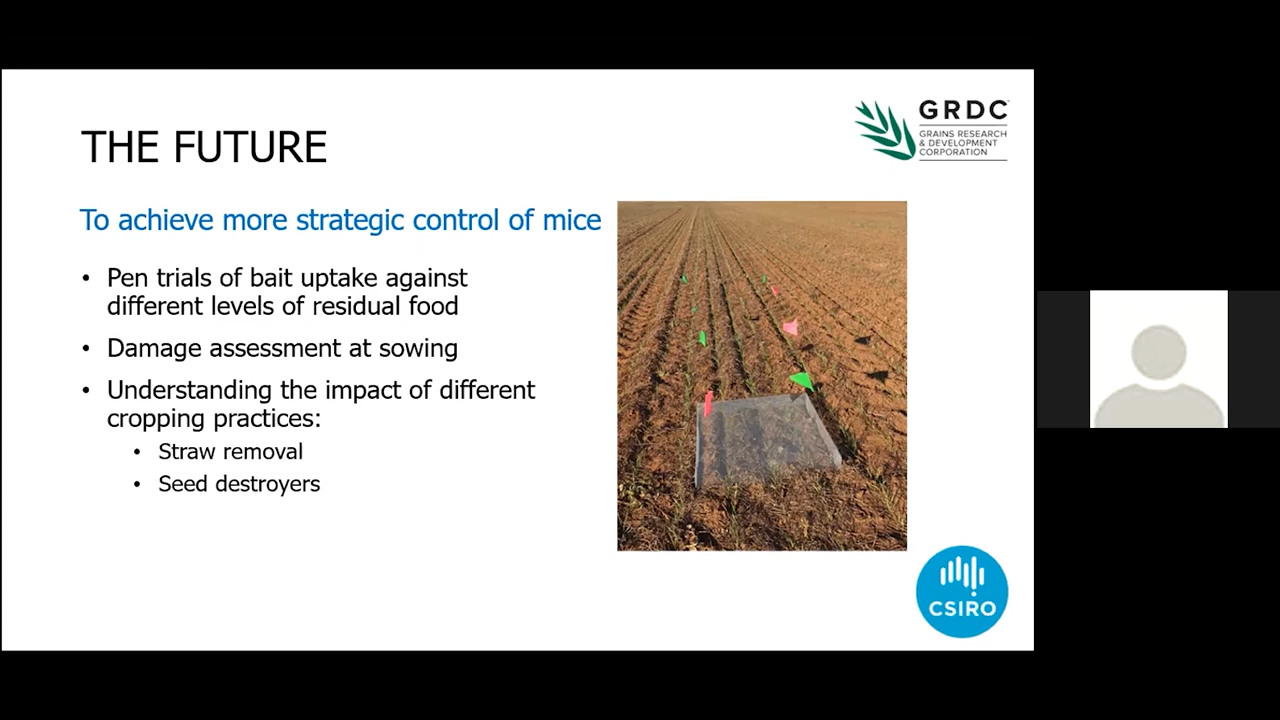 GRDC
GRAINS RESEARCH
& DEVELOPMENT
CORPORATION
THE FUTURE
To achieve more strategic control of mice
• Pen trials of bait uptake against
different levels of residual food
• Damage assessment at sowing
• Understanding the impact of different
cropping practices:
• Straw removal
• Seed destroyers
CSIRO